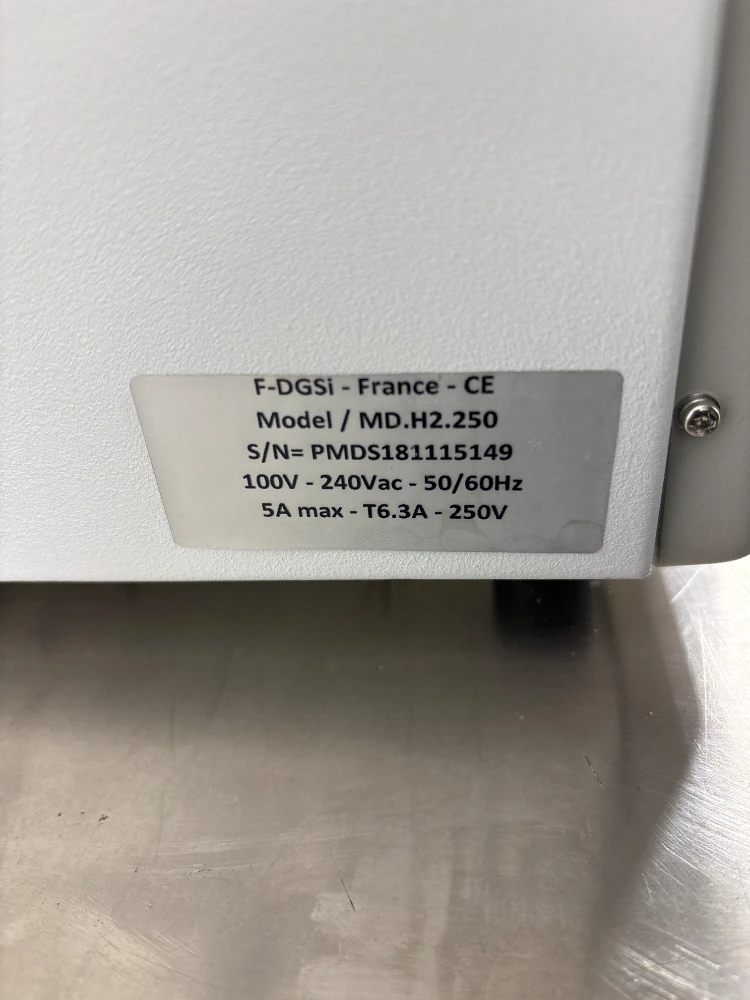 F-DGSi - France - CE
Model / MD.H2.250
S/N= PMDS181115149
100V - 240Vac - 50/60Hz
5A max - T6.3A - 250V